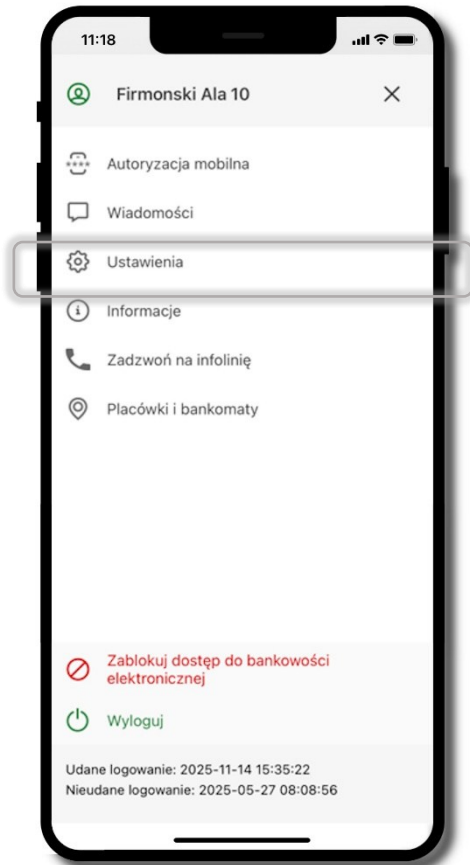 11:18
Firmonski Ala 10
Autoryzacja mobilna
Wiadomości
Ustawienia
Informacje
Zadzwoń na infolinię
Placówki i bankomaty
Zablokuj dostęp do bankowości
elektronicznej
Wyloguj
Udane logowanie: 2025-11-14 15:35:22
Nieudane logowanie: 2025-05-27 08:08:56